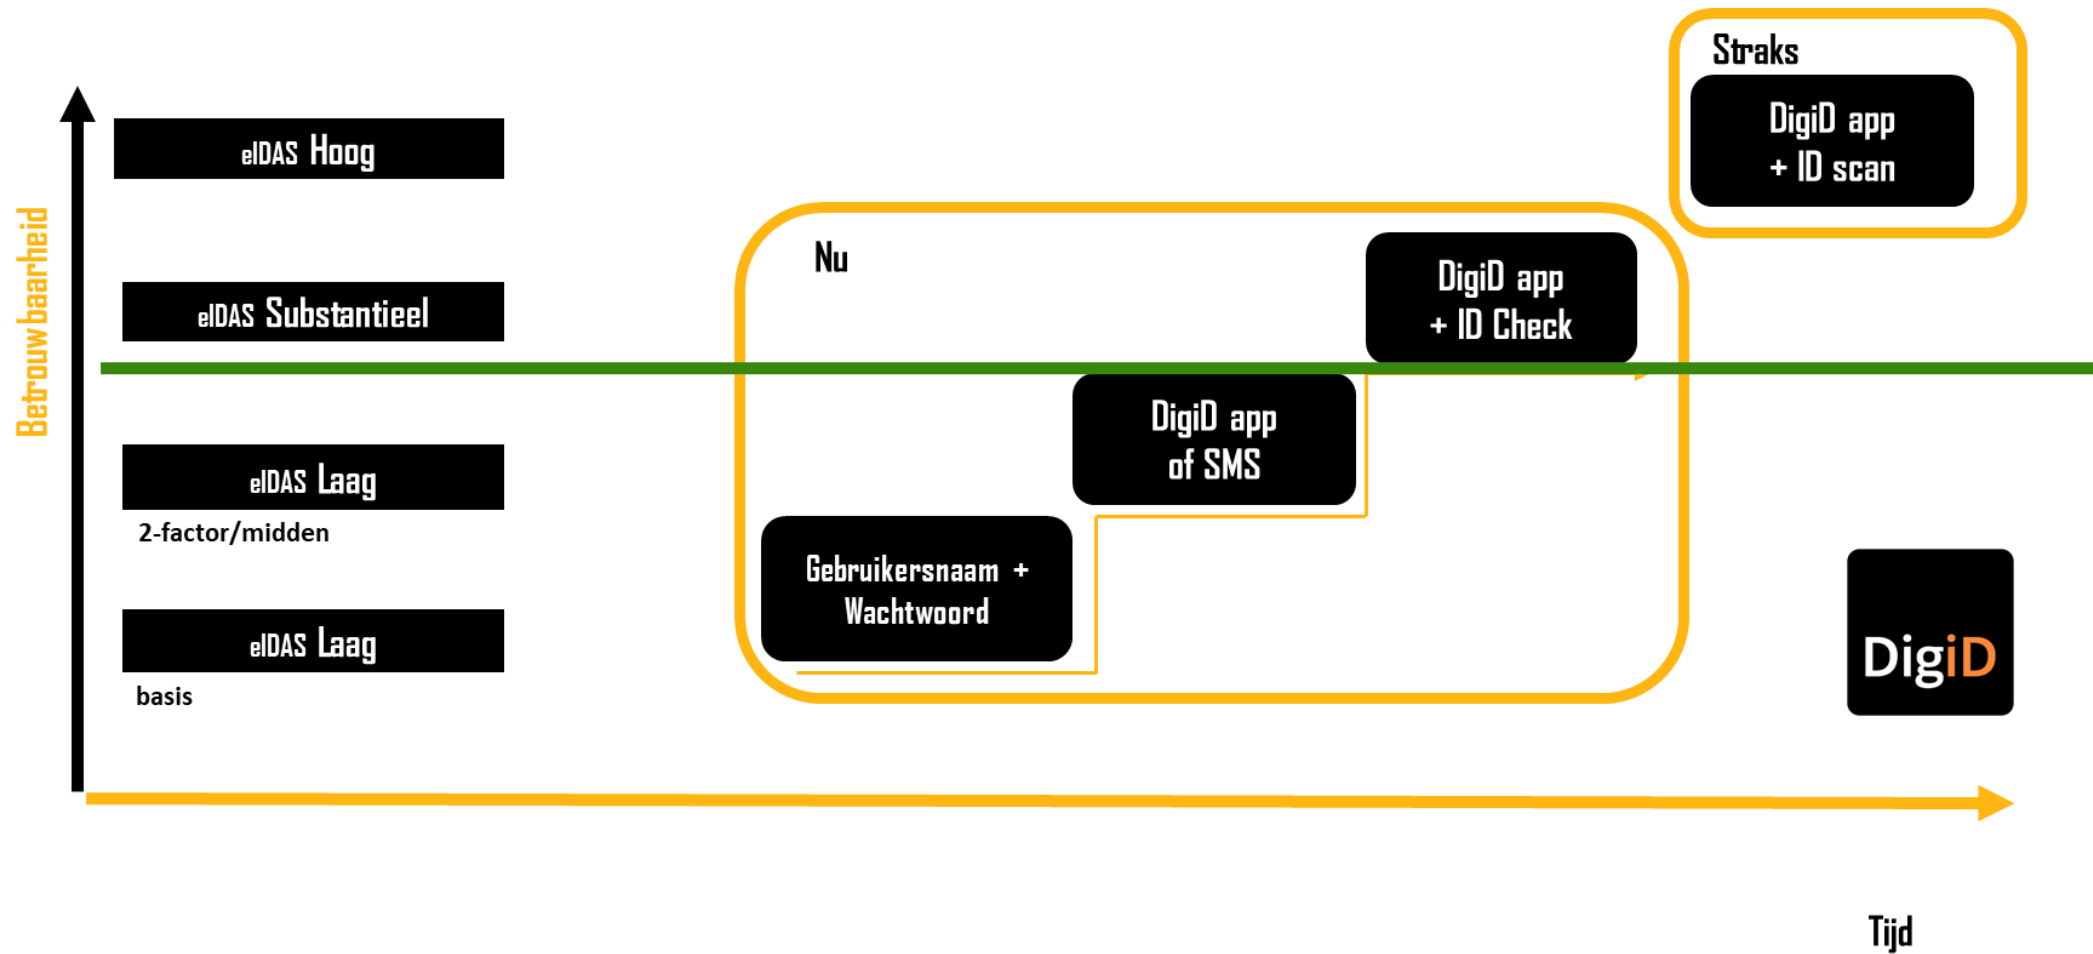 Straks
DigiD app
+ ID scan
eIDAS Hoog
Betrouwbaarheid
Nu
DigiD app
+ ID Check
eIDAS Substantieel
DigiD app
of SMS
eIDAS Laag
2-factor/midden
Gebruikersnaam +
Wachtwoord
eIDAS Laag
basis
DigiD
Tijd